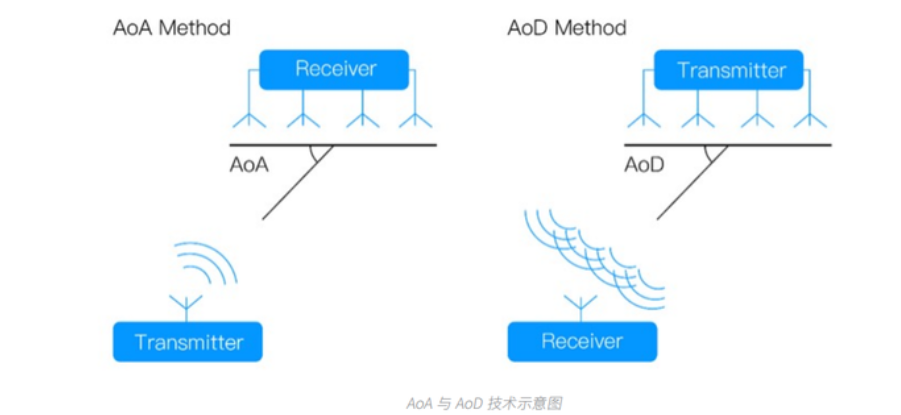 AoA Method
Receiver
AoA
Transmitter
AoD Method
Transmitter
AoD
Receiver
AoA 与 AoD 技术示意图